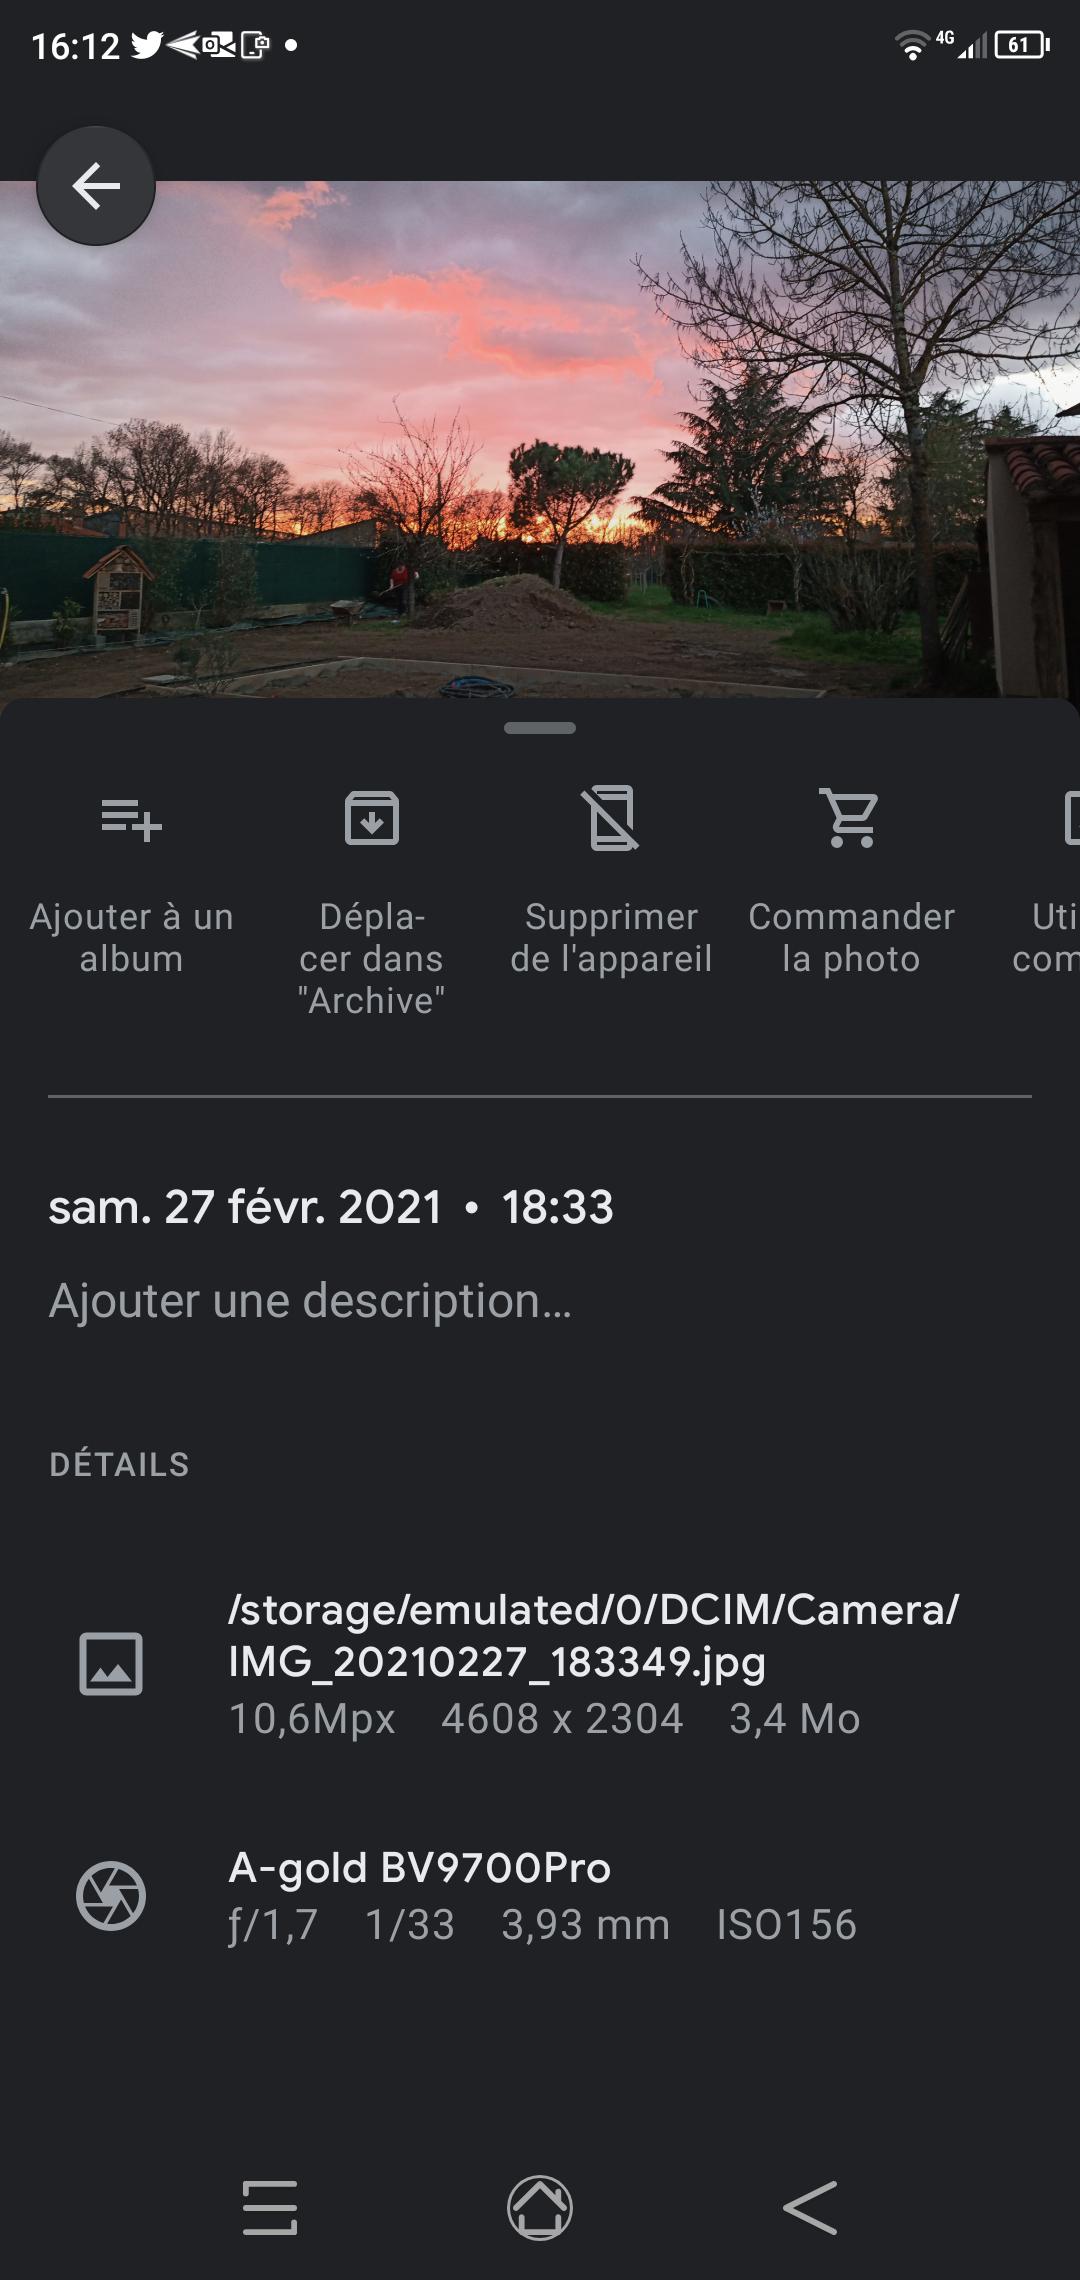 16:12 4G 61
Ajouter à un
album
Dépla-
cer dans
"Archive"
Supprimer
de l'appareil
Commander
la photo
Uti
com
sam. 27 févr. 2021 • 18:33
Ajouter une description…
DÉTAILS
/storage/emulated/0/DCIM/Camera/
IMG_20210227_183349.jpg
10,6Mpx 4608 x 2304 3,4 Mo
A-gold BV9700Pro
ƒ/1,7 1/33 3,93 mm ISO156